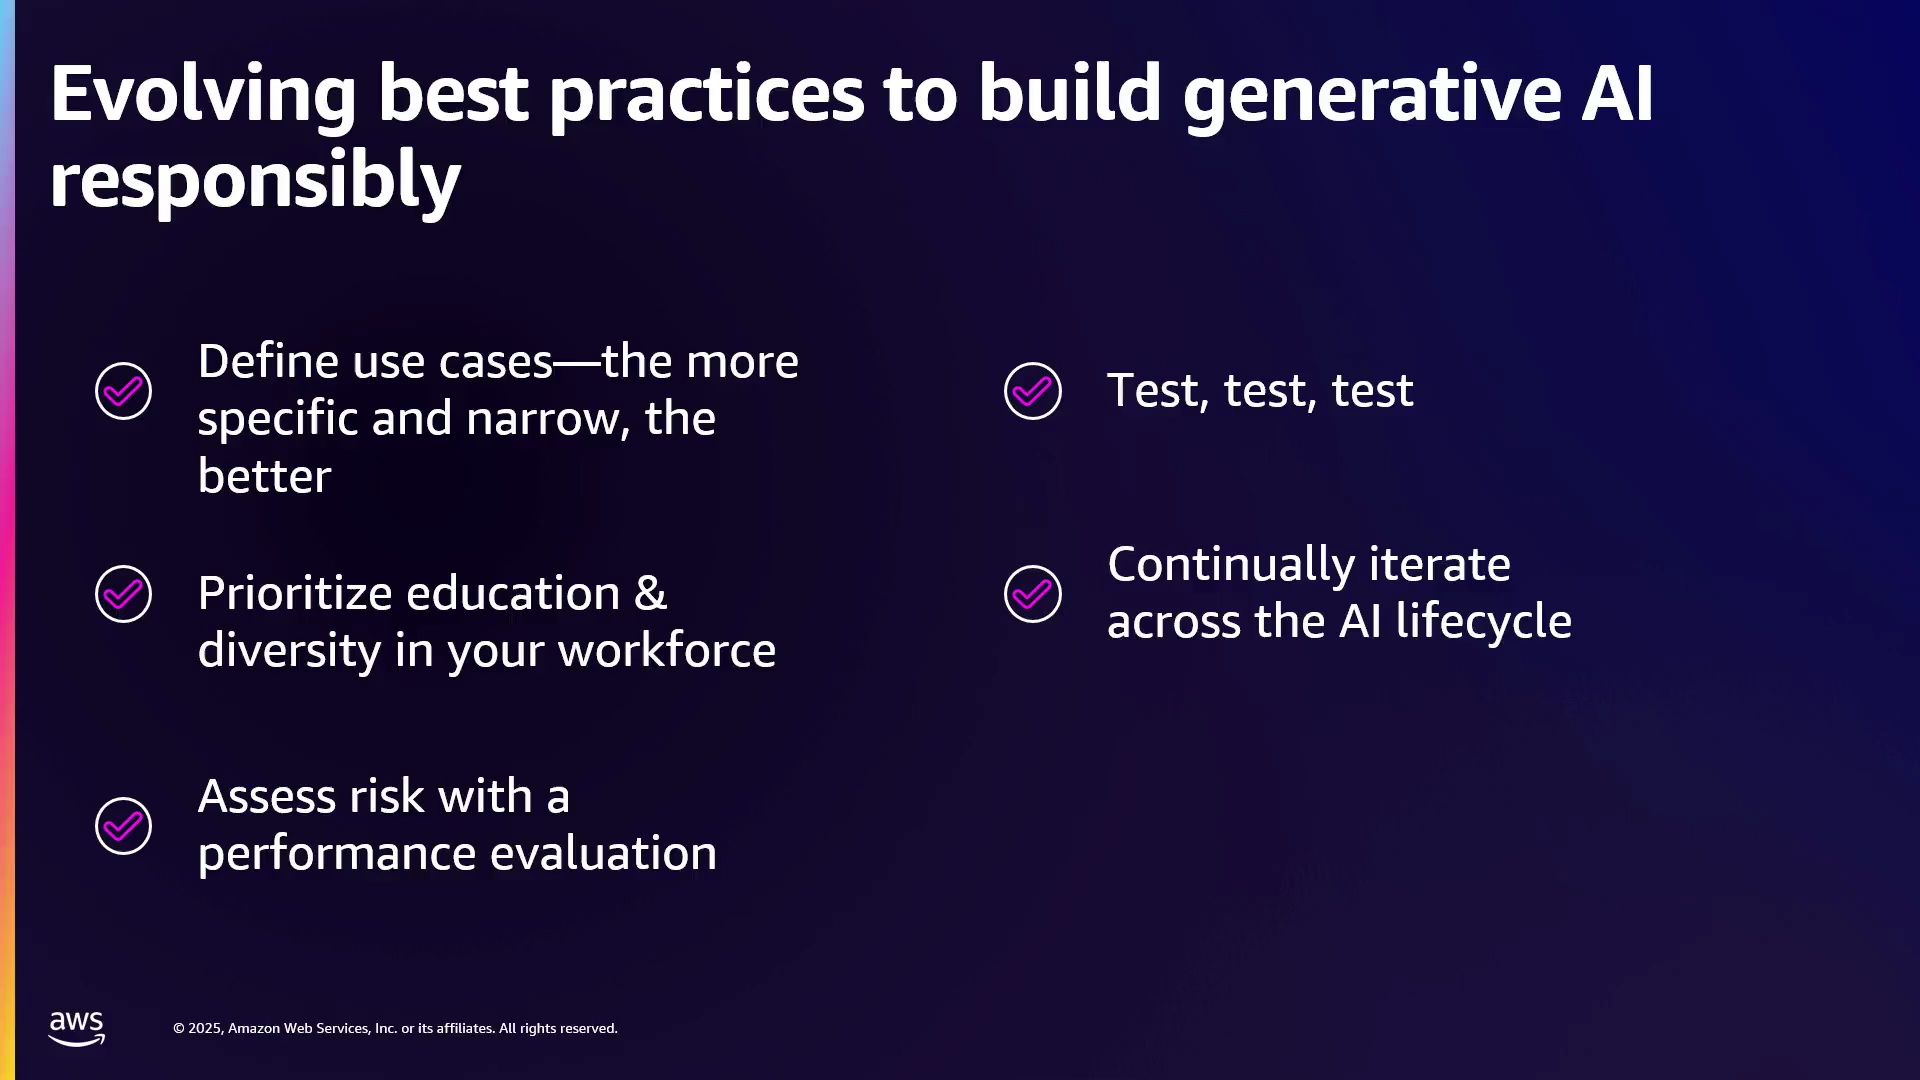 Evolving best practices to build generative AI
responsibly
Define use cases—the more
specific and narrow, the
better
Prioritize education &
diversity in your workforce
Assess risk with a
performance evaluation
Test, test, test
Continually iterate
across the AI lifecycle
aws
© 2025, Amazon Web Services, Inc. or its affiliates. All rights reserved.